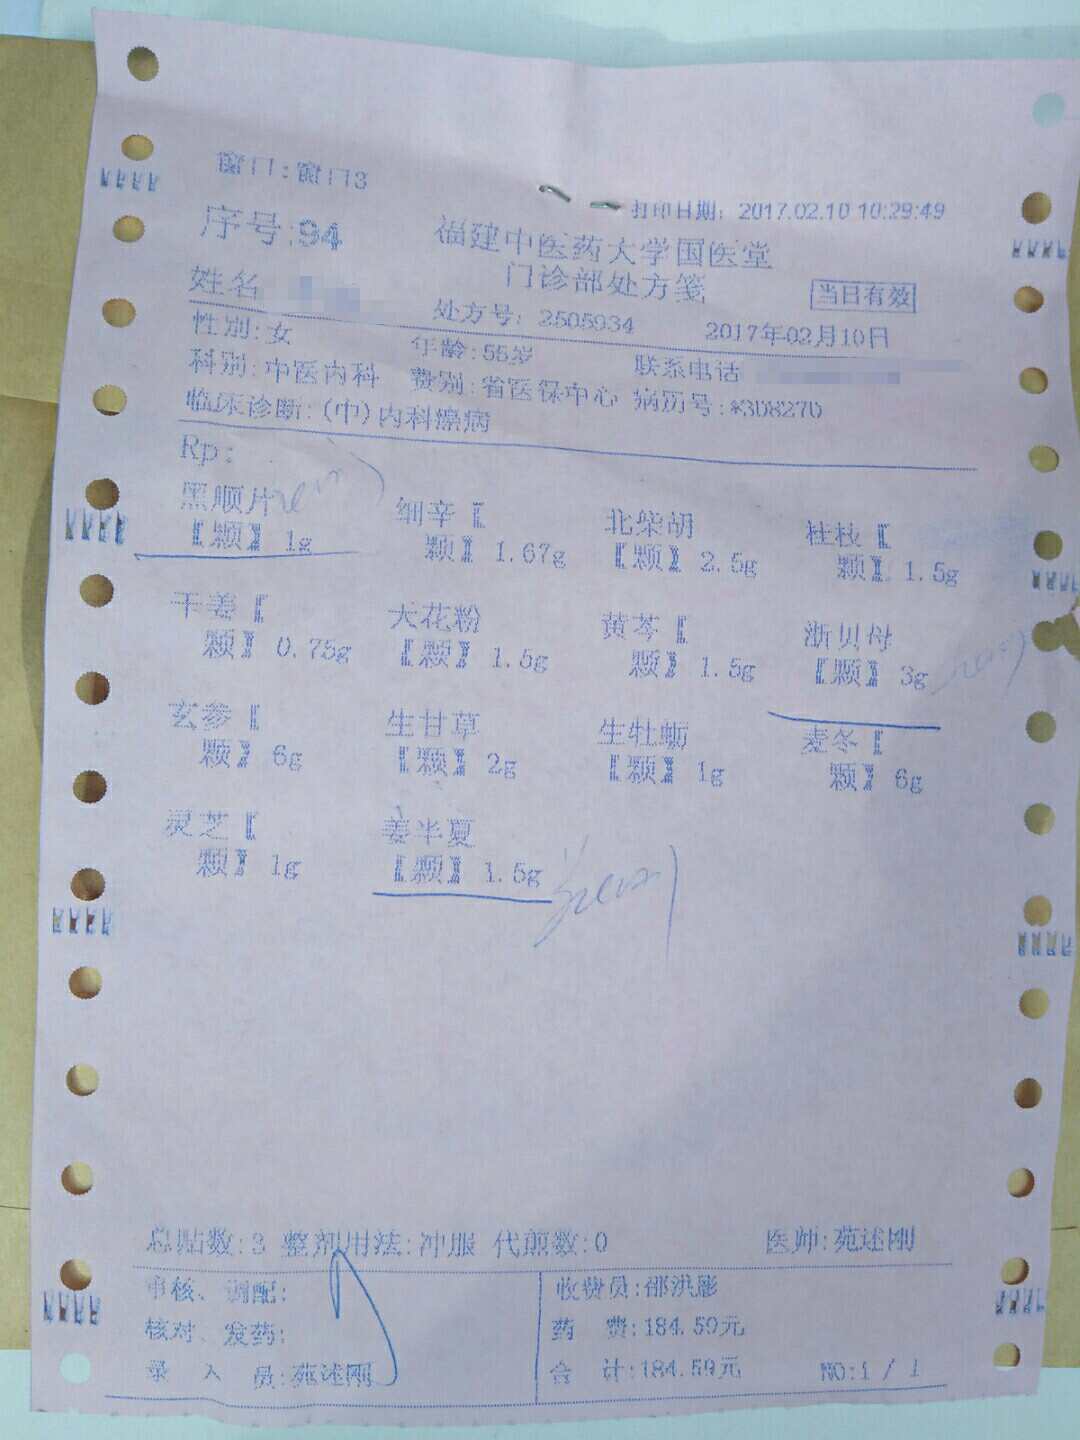 窗口:窗口3
打印日期: 2017.02.10 10:29:49
序号:94
福建中医药大学国医堂
门诊部处方笺
当日有效
姓名
处方号: 2505934
2017年02月10日
性别:女
年龄:55岁
联系电话
科别:中医内科 费别:省医保中心 病历号:*3D827D
临床诊断:(中)内科瘰病
Rp:
黑顺片 细辛【 北柴胡 桂枝【
【颗】 1g 颗】 1.67g 【颗】 2.5g 颗】 1.5g
干姜【 天花粉 黄芩【 浙贝母
颗】 0.75g 【颗】 1.5g 颗】 1.5g 【颗】 3g
玄参【 生甘草 生牡蛎 麦冬【
颗】 6g 【颗】 2g 【颗】 1g 颗】 6g
灵芝【 姜半夏
颗】 1g 【颗】 1.5g
总贴数:3 整剂用法:冲服 代煎数:0 医师:苑述刚
审核、调配: 收费员:邵洪影
核对、发药: 药 费:184.59元
录 入 员:苑述刚 合 计:184.59元 NO:1 / 1